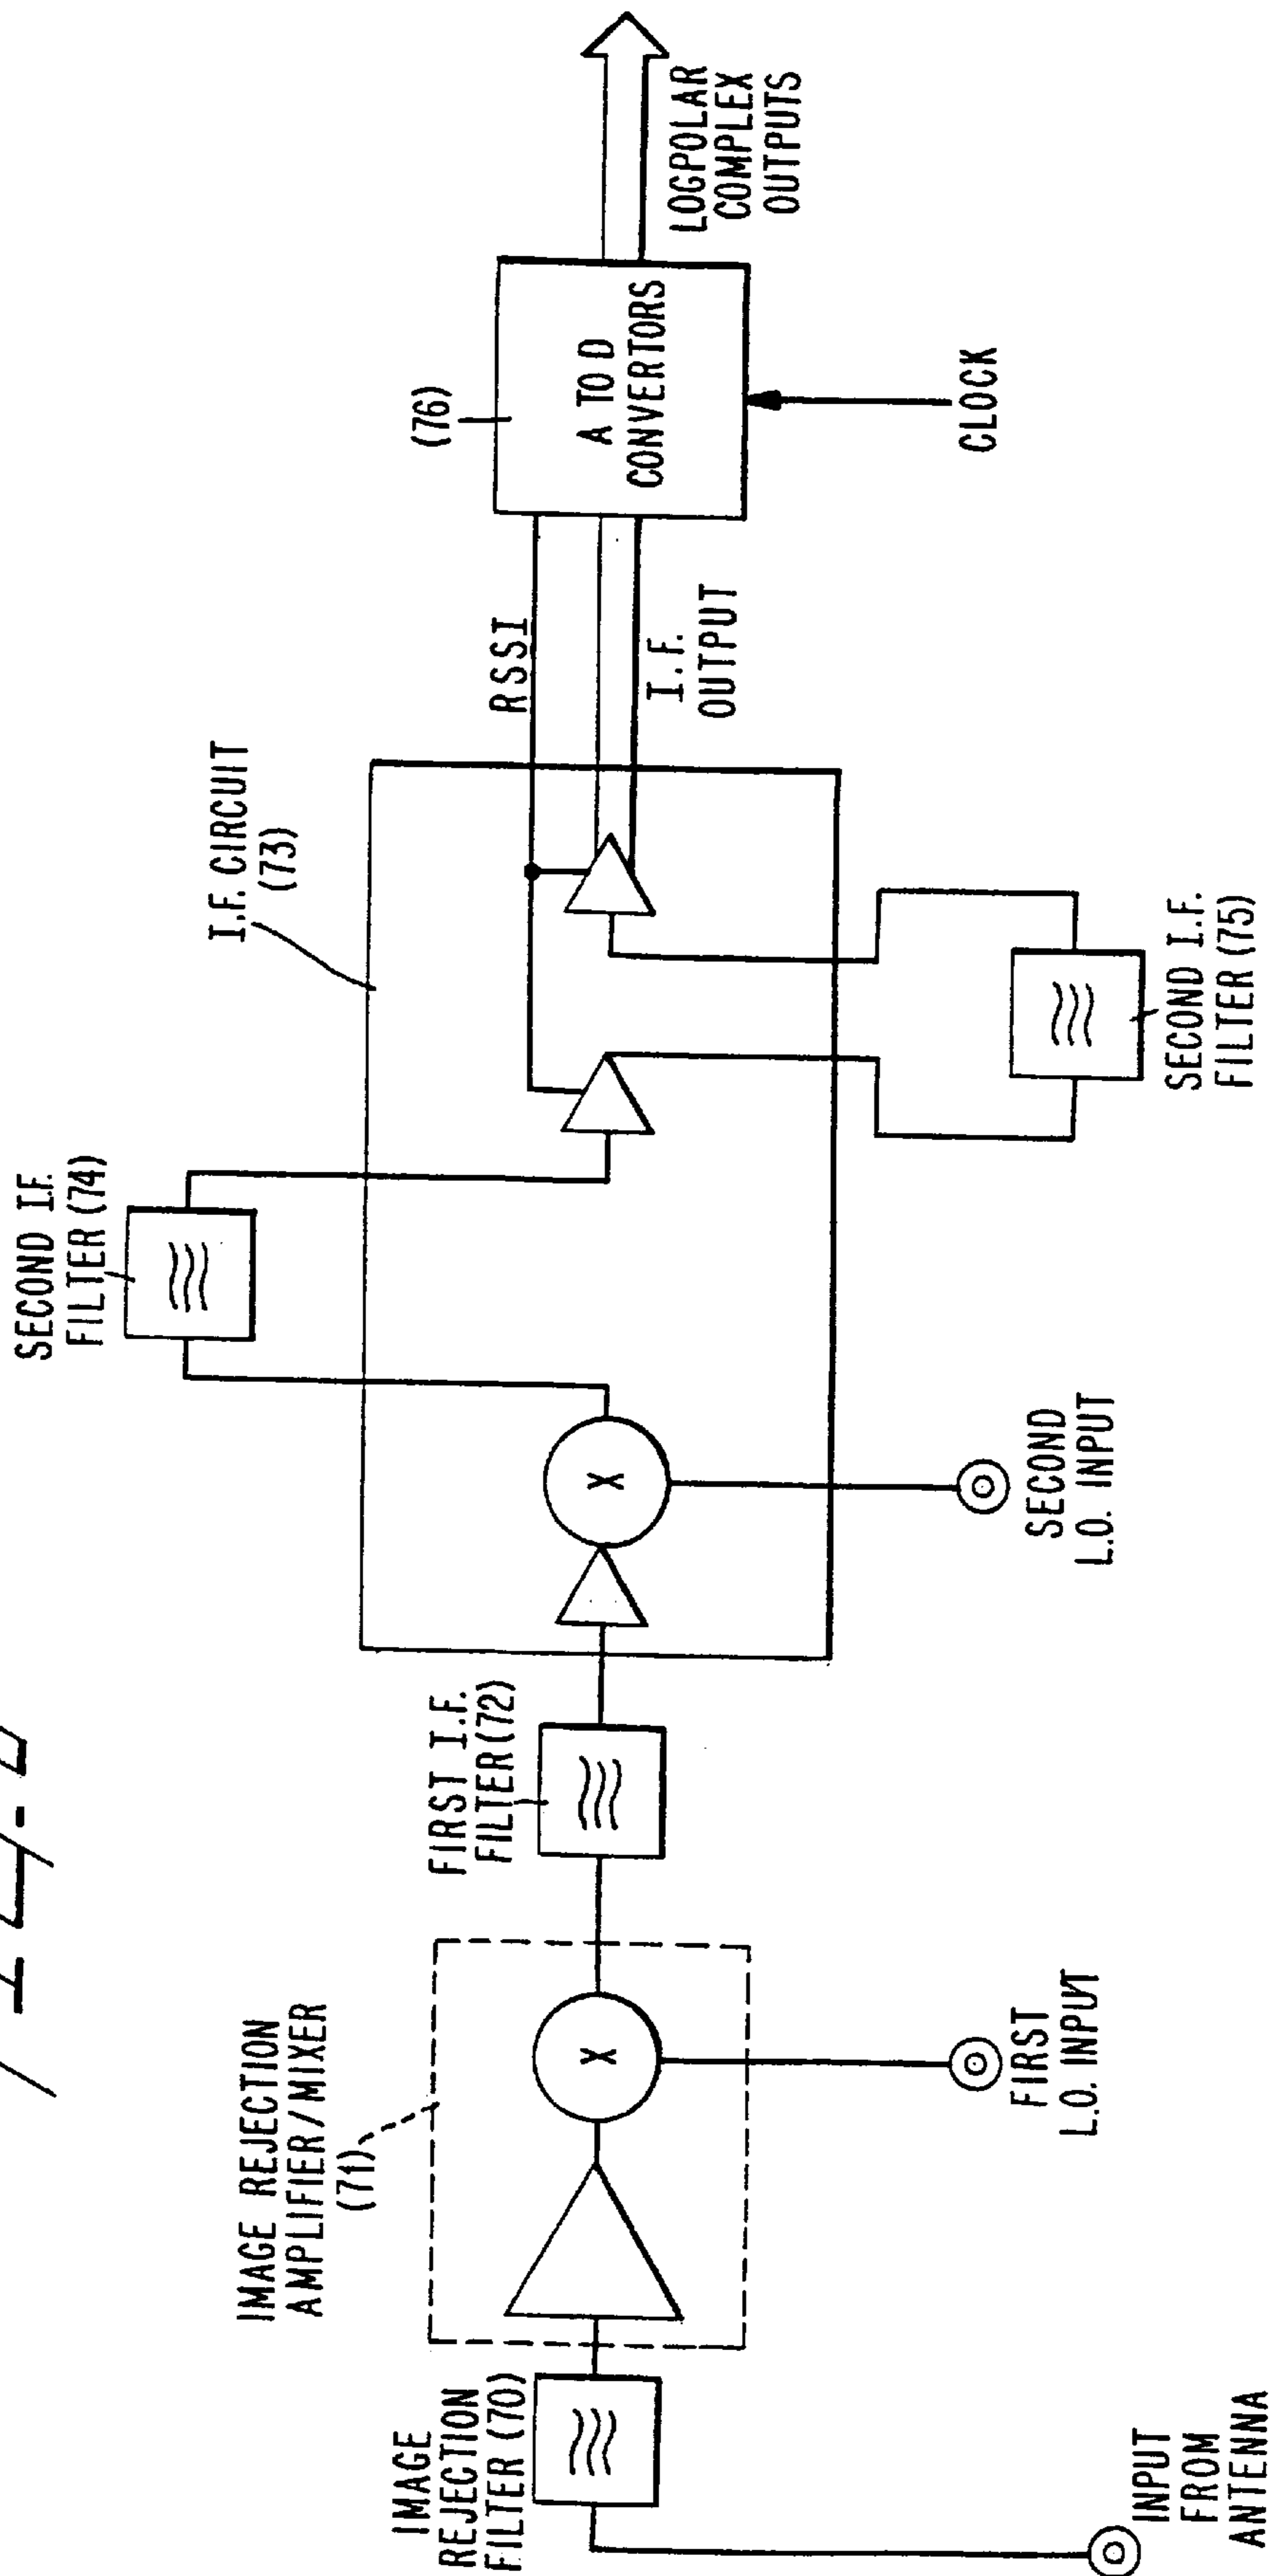 IMAGE
REJECTION
FILTER (70)
INPUT
FROM
ANTENNA
IMAGE REJECTION
AMPLIFIER/MIXER
(71)
X
FIRST
L.O. INPUT
FIRST I.F.
FILTER (72)
X
SECOND
L.O. INPUT
SECOND I.F.
FILTER (74)
I.F. CIRCUIT
(73)
SECOND I.F.
FILTER (75)
RSSI
I.F.
OUTPUT
(76)
A TO D
CONVERTORS
CLOCK
LOGPOLAR
COMPLEX
OUTPUTS